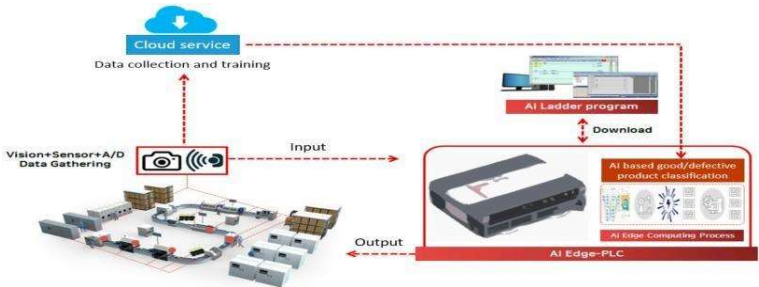 Cloud service
Data collection and training
AI Ladder program
Download
Vision+Sensor+A/D
Data Gathering
Input
AI based good/defective
product classification
AI Edge Computing Process
Output
AI Edge-PLC